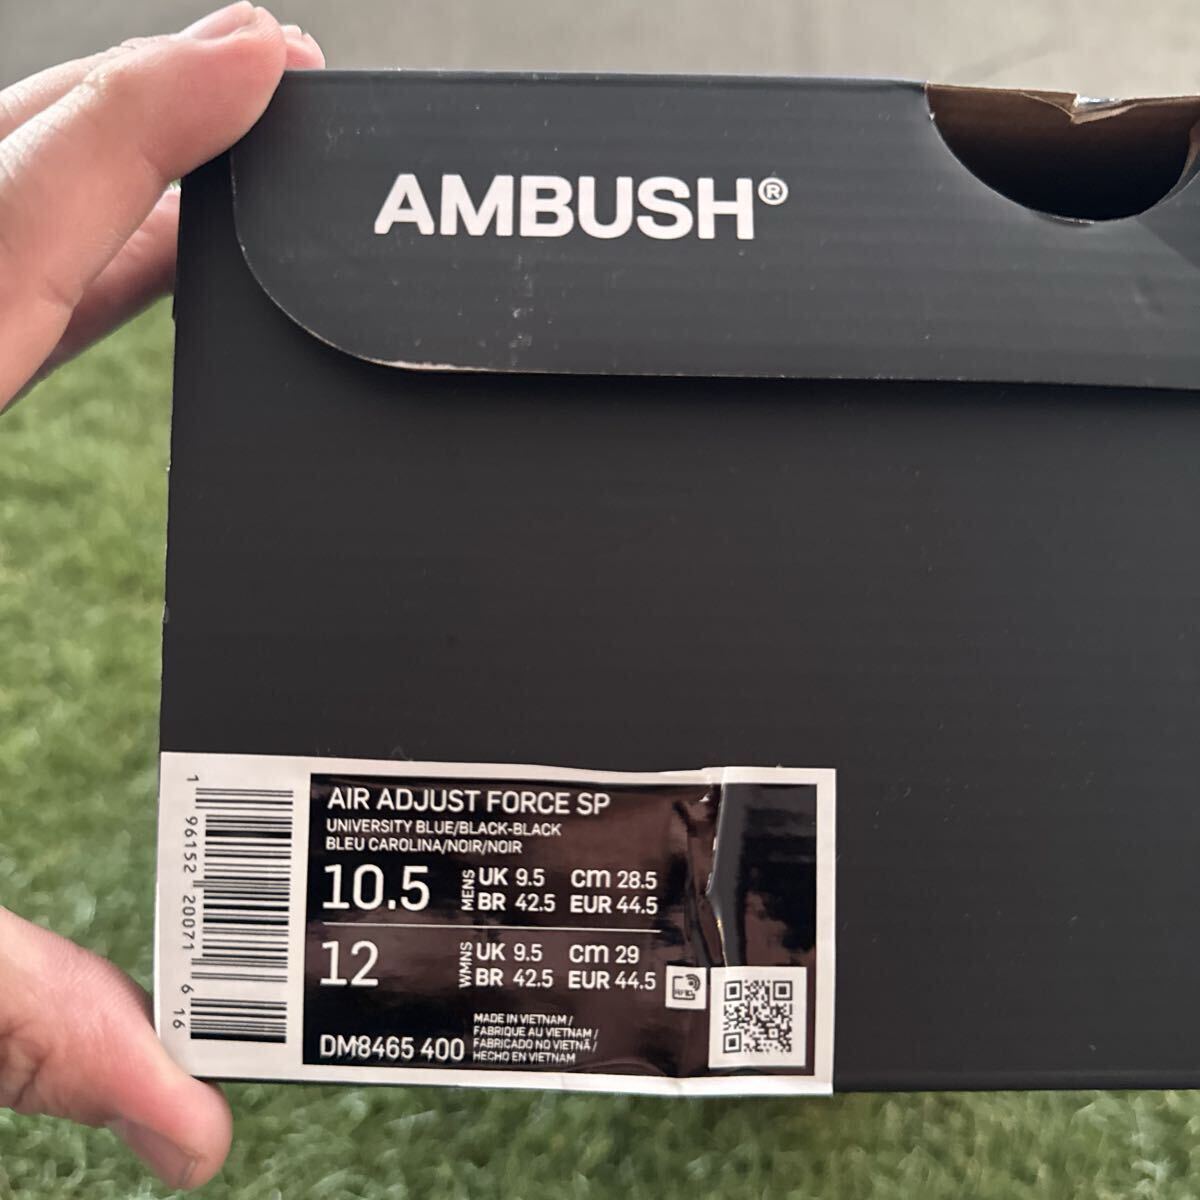 AMBUSH®
AIR ADJUST FORCE SP
UNIVERSITY BLUE/BLACK-BLACK
BLEU CAROLINA/NOIR/NOIR
10.5 MENS UK 9.5 cm 28.5
BR 42.5 EUR 44.5
12 WMNS UK 9.5 cm 29
BR 42.5 EUR 44.5
DM8465 400
MADE IN VIETNAM /
FABRIQUE AU VIETNAM /
FABRICADO NO VIETNÃ /
HECHO EN VIETNAM
RFID
1 96152 20071 6 16